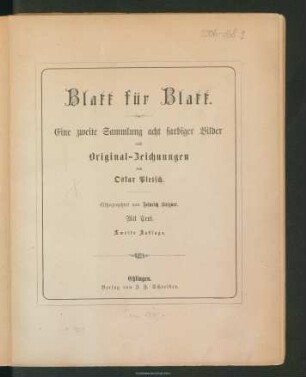 Blatt für Blatt.
Eine zweite Sammlung acht farbiger Bilder
nach
Original-Zeichnungen
von
Oskar Pletsch.
Mit Text.
Zweite Auflage.
Eßlingen.
Verlag von J. F. Schreiber.